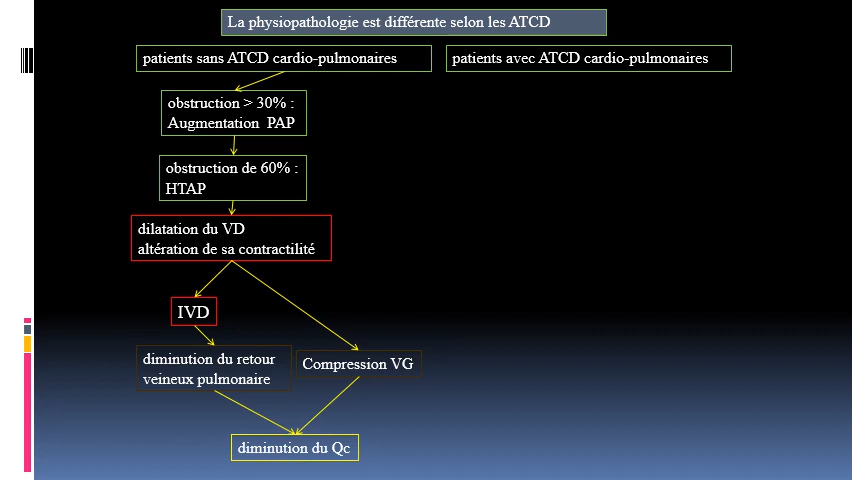 La physiopathologie est différente selon les ATCD
patients sans ATCD cardio-pulmonaires
patients avec ATCD cardio-pulmonaires
obstruction > 30% :
Augmentation PAP
obstruction de 60% :
HTAP
dilatation du VD
altération de sa contractilité
IVD
diminution du retour
veineux pulmonaire
Compression VG
diminution du Qc